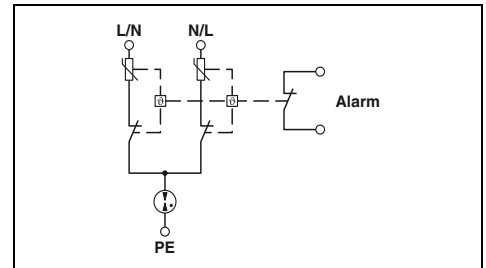 L/N N/L
ϑ ϑ
Alarm
PE